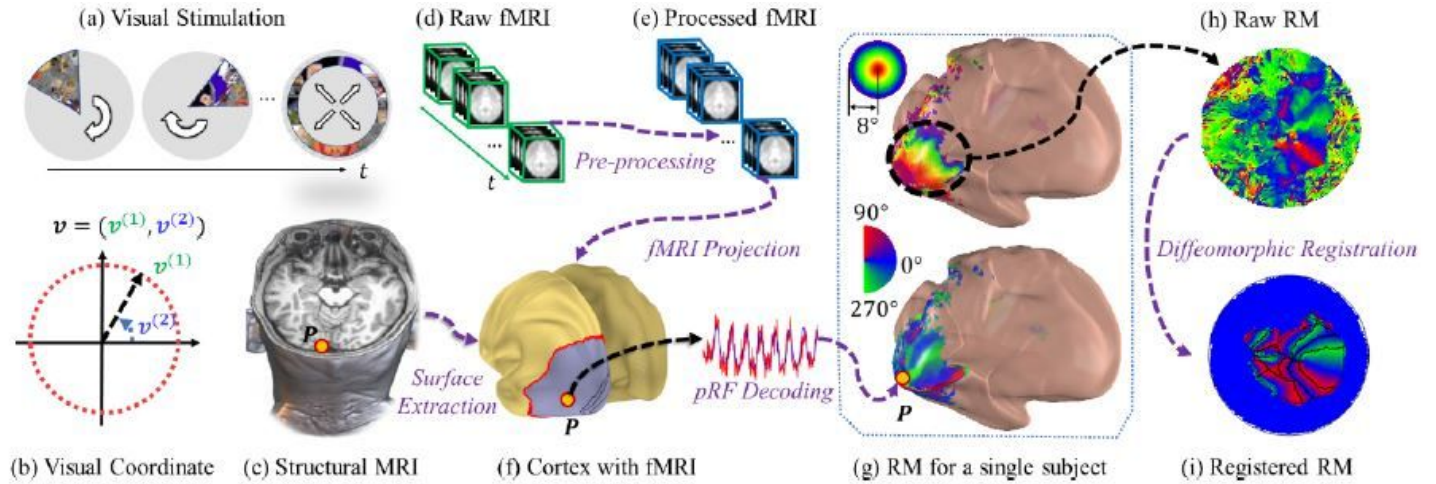 (a) Visual Stimulation
(d) Raw fMRI
(e) Processed fMRI
(h) Raw RM
...
t
...
t
Pre-processing
...
8°
v = (v⁽¹⁾, v⁽²⁾)
v⁽¹⁾
v⁽²⁾
P
fMRI Projection
90°
0°
270°
Diffeomorphic Registration
Surface
Extraction
P
pRF Decoding
P
(b) Visual Coordinate
(c) Structural MRI
(f) Cortex with fMRI
(g) RM for a single subject
(i) Registered RM